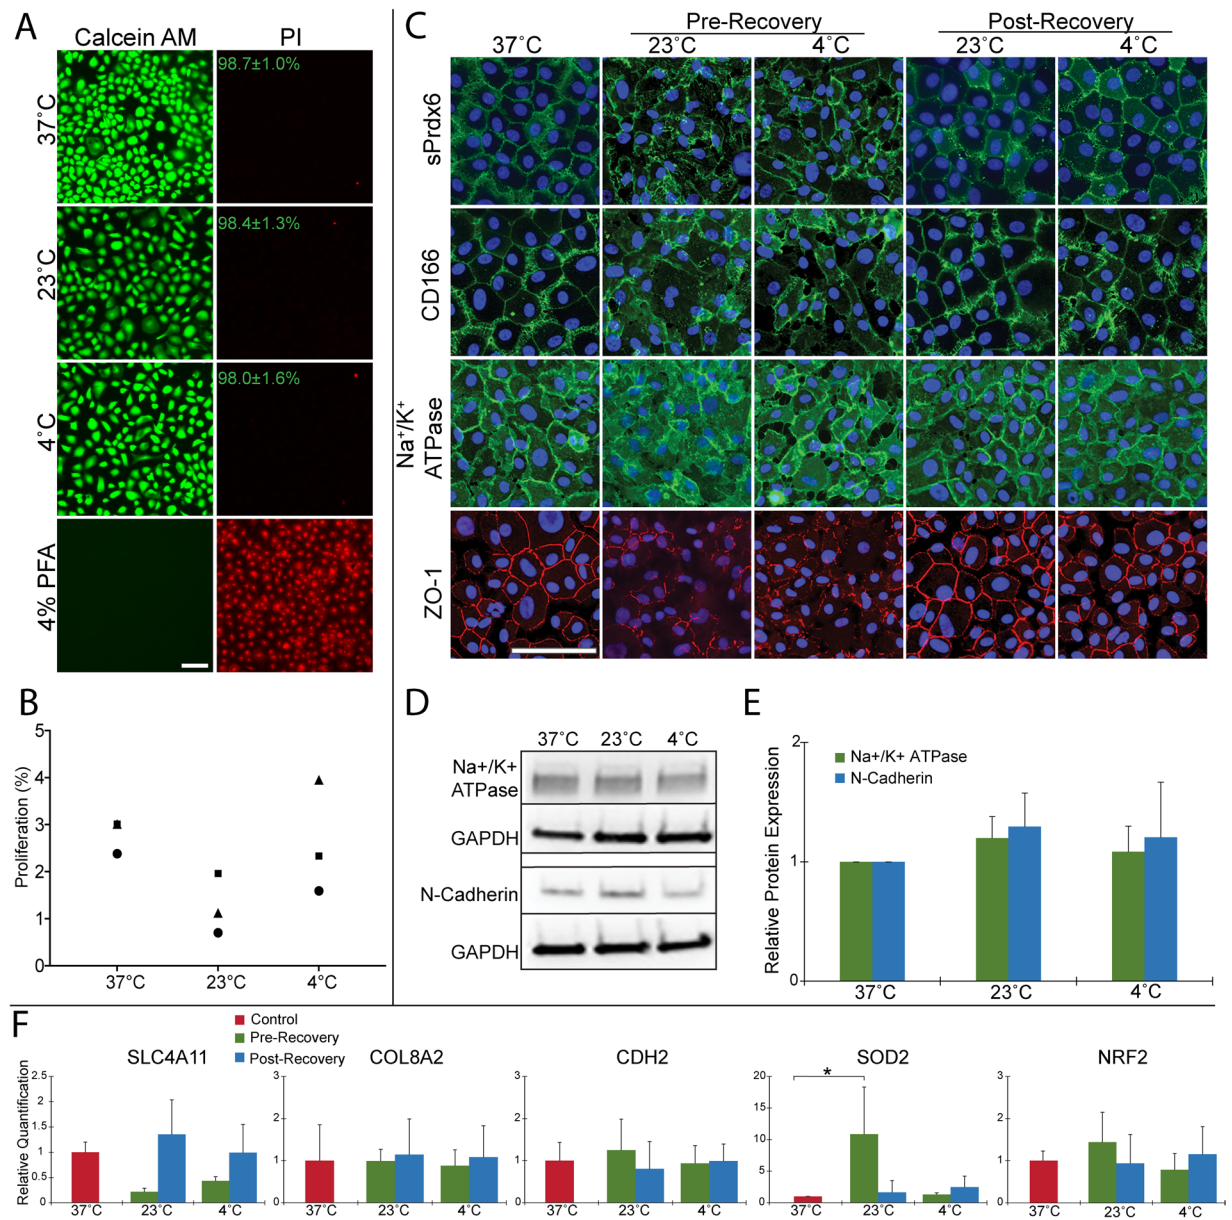 A
Calcein AM PI
37°C
98.7±1.0%
23°C
98.4±1.3%
4°C
98.0±1.6%
4% PFA
B
Proliferation (%)
5
4
3
2
1
0
37°C 23°C 4°C
C
Pre-Recovery Post-Recovery
37°C 23°C 4°C 23°C 4°C
sPrdx6
CD166
Na+/K+
ATPase
ZO-1
D
37°C 23°C 4°C
Na+/K+
ATPase
GAPDH
N-Cadherin
GAPDH
E
Relative Protein Expression
2
1
0
Na+/K+ ATPase
N-Cadherin
37°C 23°C 4°C
F
Control
Pre-Recovery
Post-Recovery
Relative Quantification
SLC4A11
2.5
2
1.5
1
0.5
0
37°C 23°C 4°C
COL8A2
3
2
1
0
37°C 23°C 4°C
CDH2
3
2
1
0
37°C 23°C 4°C
SOD2
20
15
10
5
0
*
37°C 23°C 4°C
NRF2
3
2
1
0
37°C 23°C 4°C